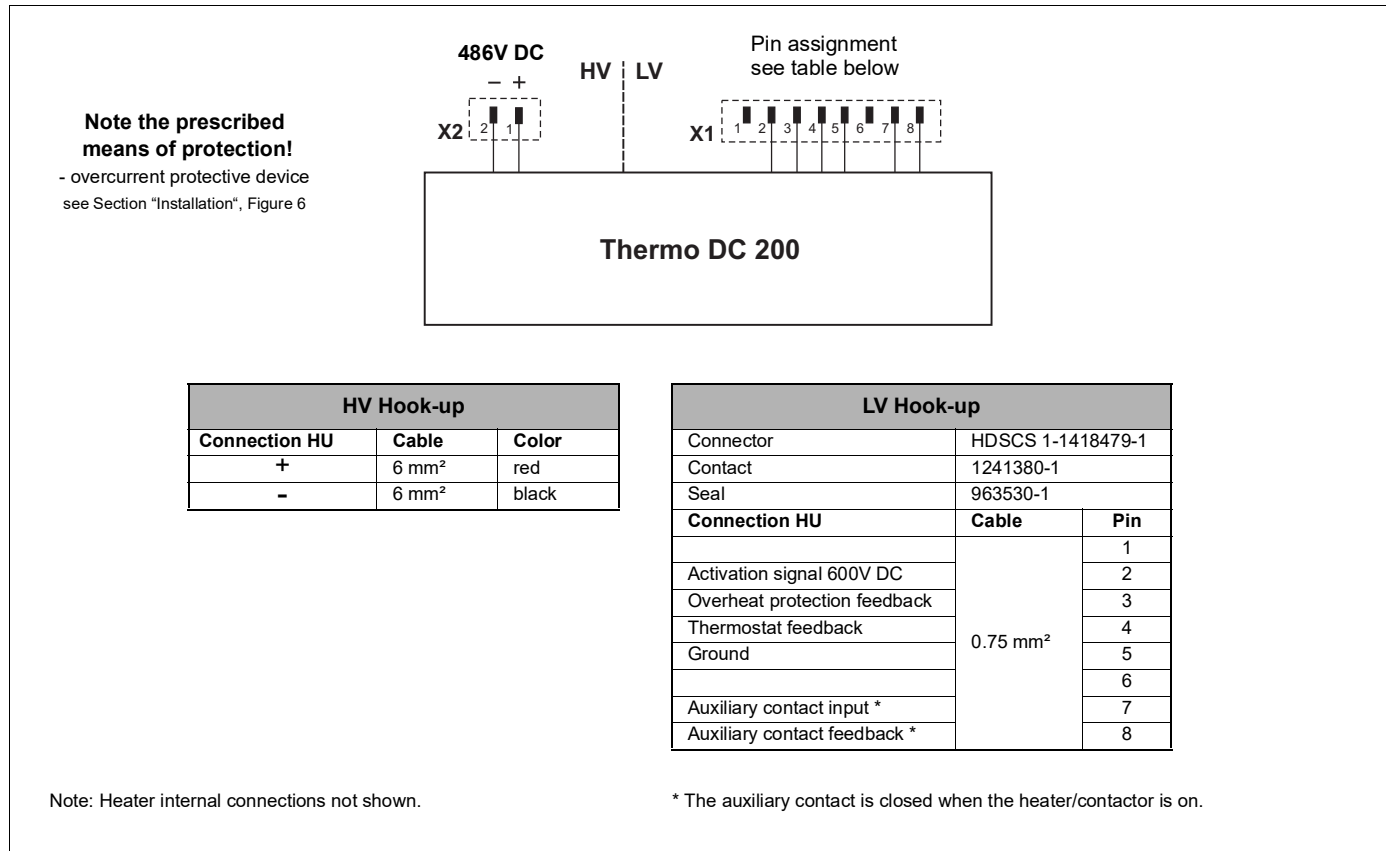 486V DC
– +
HV LV
Pin assignment
see table below
Note the prescribed
means of protection!
- overcurrent protective device
see Section “Installation“, Figure 6
X2 2 1
X1 1 2 3 4 5 6 7 8
Thermo DC 200
HV Hook-up
Connection HU Cable Color
+ 6 mm² red
- 6 mm² black
LV Hook-up
Connector HDSCS 1-1418479-1
Contact 1241380-1
Seal 963530-1
Connection HU Cable Pin
1
Activation signal 600V DC 2
Overheat protection feedback 3
Thermostat feedback 4
0.75 mm²
Ground 5
6
Auxiliary contact input * 7
Auxiliary contact feedback * 8
Note: Heater internal connections not shown.
* The auxiliary contact is closed when the heater/contactor is on.